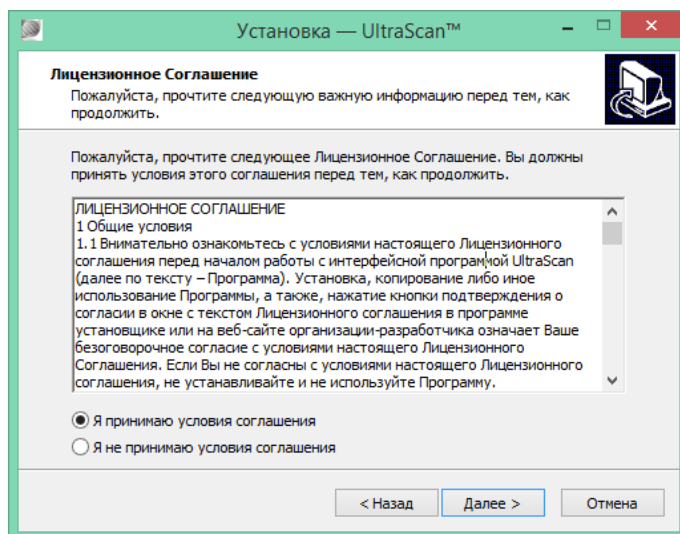 Установка — UltraScan™
Лицензионное Соглашение
Пожалуйста, прочтите следующую важную информацию перед тем, как
продолжить.
Пожалуйста, прочтите следующее Лицензионное Соглашение. Вы должны
принять условия этого соглашения перед тем, как продолжить.
ЛИЦЕНЗИОННОЕ СОГЛАШЕНИЕ
1 Общие условия
1.1 Внимательно ознакомьтесь с условиями настоящего Лицензионного
соглашения перед началом работы с интерфейсной программой UltraScan
(далее по тексту – Программа). Установка, копирование либо иное
использование Программы, а также, нажатие кнопки подтверждения о
согласии в окне с текстом Лицензионного соглашения в программе
установщике или на веб-сайте организации-разработчика означает Ваше
безоговорочное согласие с условиями настоящего Лицензионного
Соглашения. Если Вы не согласны с условиями настоящего Лицензионного
соглашения, не устанавливайте и не используйте Программу.
Я принимаю условия соглашения
Я не принимаю условия соглашения
< Назад
Далее >
Отмена